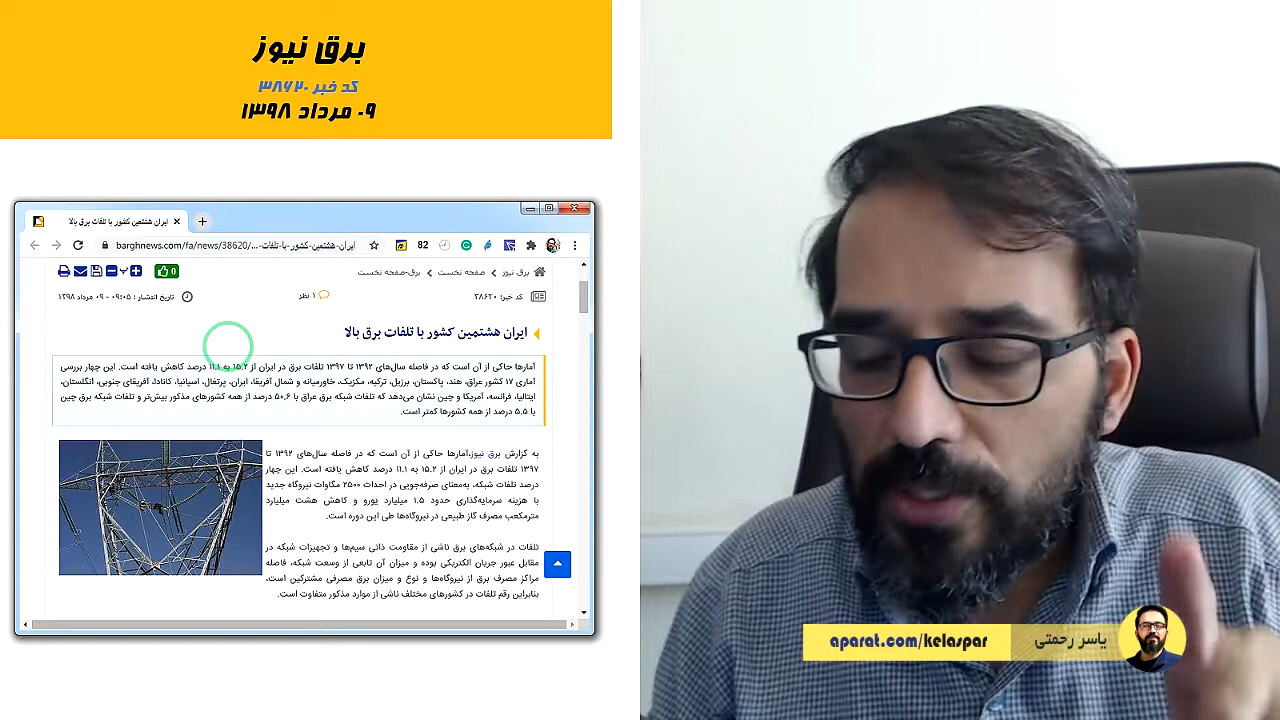 برق نیوز
کد خبر ۳۸۶۲۰
۰۹ مرداد ۱۳۹۸
ایران هشتمین کشور با تلفات برق بالا
barghnews.com/fa/news/38620/...ایران-هشتمین-کشور-با-تلفات-
82
برق نیوز
صفحه نخست
برق-صفحه نخست
0
کد خبر: ۳۸۶۲۰
۱ نظر
تاریخ انتشار : ۰۹:۰۵ - ۰۹ مرداد ۱۳۹۸
ایران هشتمین کشور با تلفات برق بالا
آمارها حاکی از آن است که در فاصله سال‌های ۱۳۹۲ تا ۱۳۹۷ تلفات برق در ایران از ۱۵.۲ به ۱۱.۱ درصد کاهش یافته است. این چهار بررسی
آماری ۱۷ کشور عراق، هند، پاکستان، برزیل، ترکیه، مکزیک، خاورمیانه و شمال آفریقا، ایران، پرتغال، اسپانیا، کانادا، آفریقای جنوبی، انگلستان،
ایتالیا، فرانسه، آمریکا و چین نشان می‌دهد که تلفات شبکه برق عراق با ۵۰،۶ درصد از همه کشورهای مذکور بیش‌تر و تلفات شبکه برق چین
با ۵،۵ درصد از همه کشورها کمتر است.
به گزارش برق نیوز،آمارها حاکی از آن است که در فاصله سال‌های ۱۳۹۲ تا
۱۳۹۷ تلفات برق در ایران از ۱۵.۲ به ۱۱.۱ درصد کاهش یافته است. این چهار
درصد تلفات شبکه، به‌معنای صرفه‌جویی در احداث ۲۵۰۰ مگاوات نیروگاه جدید
با هزینه سرمایه‌گذاری حدود ۱.۵ میلیارد یورو و کاهش هشت میلیارد
مترمکعب مصرف گاز طبیعی در نیروگاه‌ها طی این دوره است.
تلفات در شبکه‌های برق ناشی از مقاومت ذاتی سیم‌ها و تجهیزات شبکه در
مقابل عبور جریان الکتریکی بوده و میزان آن تابعی از وسعت شبکه، فاصله
مراکز مصرف برق از نیروگاه‌ها و نوع و میزان برق مصرفی مشترکین است،
بنابراین رقم تلفات در کشورهای مختلف ناشی از موارد مذکور متفاوت است.
یاسر رحمتی
aparat.com/kelaspar